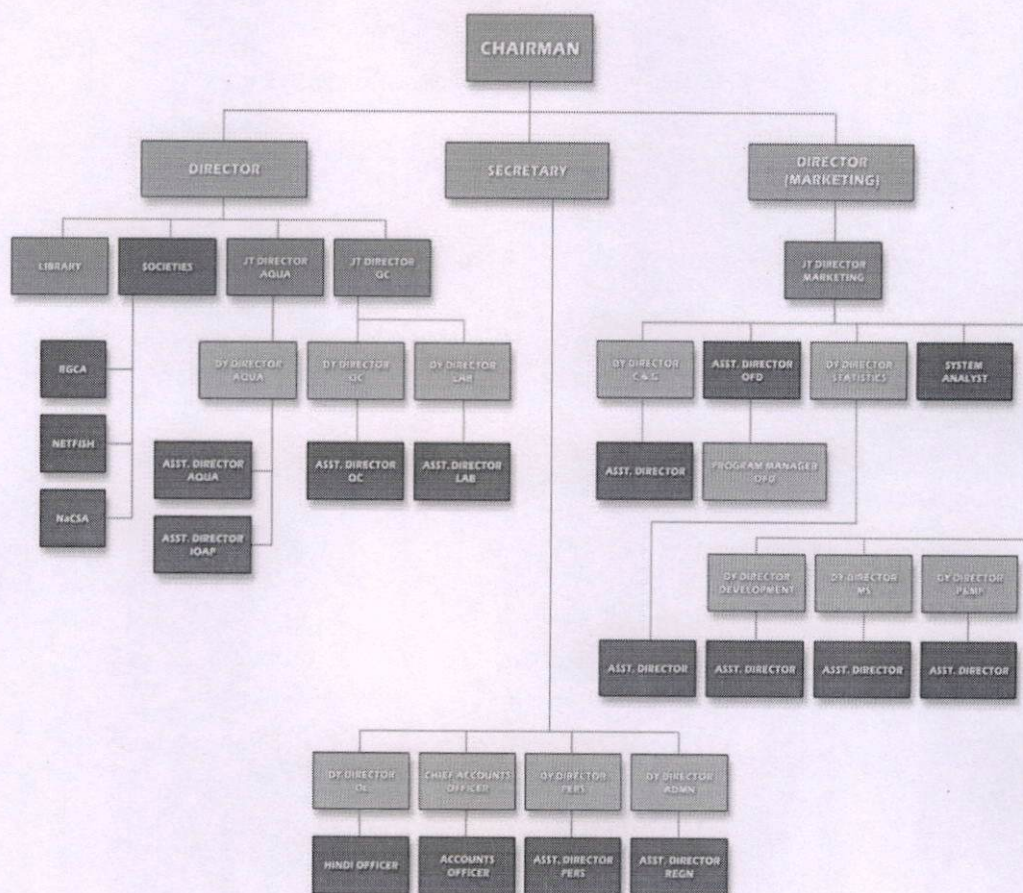 CHAIRMAN
DIRECTOR
SECRETARY
DIRECTOR
(MARKETING)
LIBRARY
SOCIETIES
JT DIRECTOR
AQUA
JT DIRECTOR
QC
JT DIRECTOR
MARKETING
RGCA
NETFISH
NaCSA
DY DIRECTOR
AQUA
DY DIRECTOR
QC
DY DIRECTOR
LAB
ASST. DIRECTOR
AQUA
ASST. DIRECTOR
IOAP
ASST. DIRECTOR
QC
ASST. DIRECTOR
LAB
DY DIRECTOR
ASST. DIRECTOR
OFD
DY DIRECTOR
STATISTICS
SYSTEM
ANALYST
ASST. DIRECTOR
PROGRAM MANAGER
OFD
DY DIRECTOR
DEVELOPMENT
DY DIRECTOR
MS
DY DIRECTOR
ASST. DIRECTOR
ASST. DIRECTOR
ASST. DIRECTOR
ASST. DIRECTOR
DY DIRECTOR
OL
CHIEF ACCOUNTS
OFFICER
DY DIRECTOR
PERS
DY DIRECTOR
ADMN
HINDI OFFICER
ACCOUNTS
OFFICER
ASST. DIRECTOR
PERS
ASST. DIRECTOR
REGN